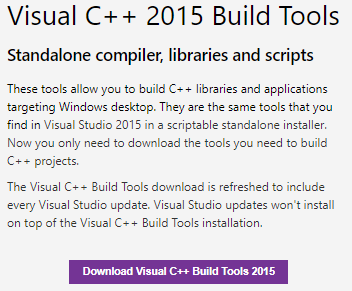 Visual C++ 2015 Build Tools
Standalone compiler, libraries and scripts
These tools allow you to build C++ libraries and applications
targeting Windows desktop. They are the same tools that you
find in Visual Studio 2015 in a scriptable standalone installer.
Now you only need to download the tools you need to build
C++ projects.
The Visual C++ Build Tools download is refreshed to include
every Visual Studio update. Visual Studio updates won't install
on top of the Visual C++ Build Tools installation.
Download Visual C++ Build Tools 2015